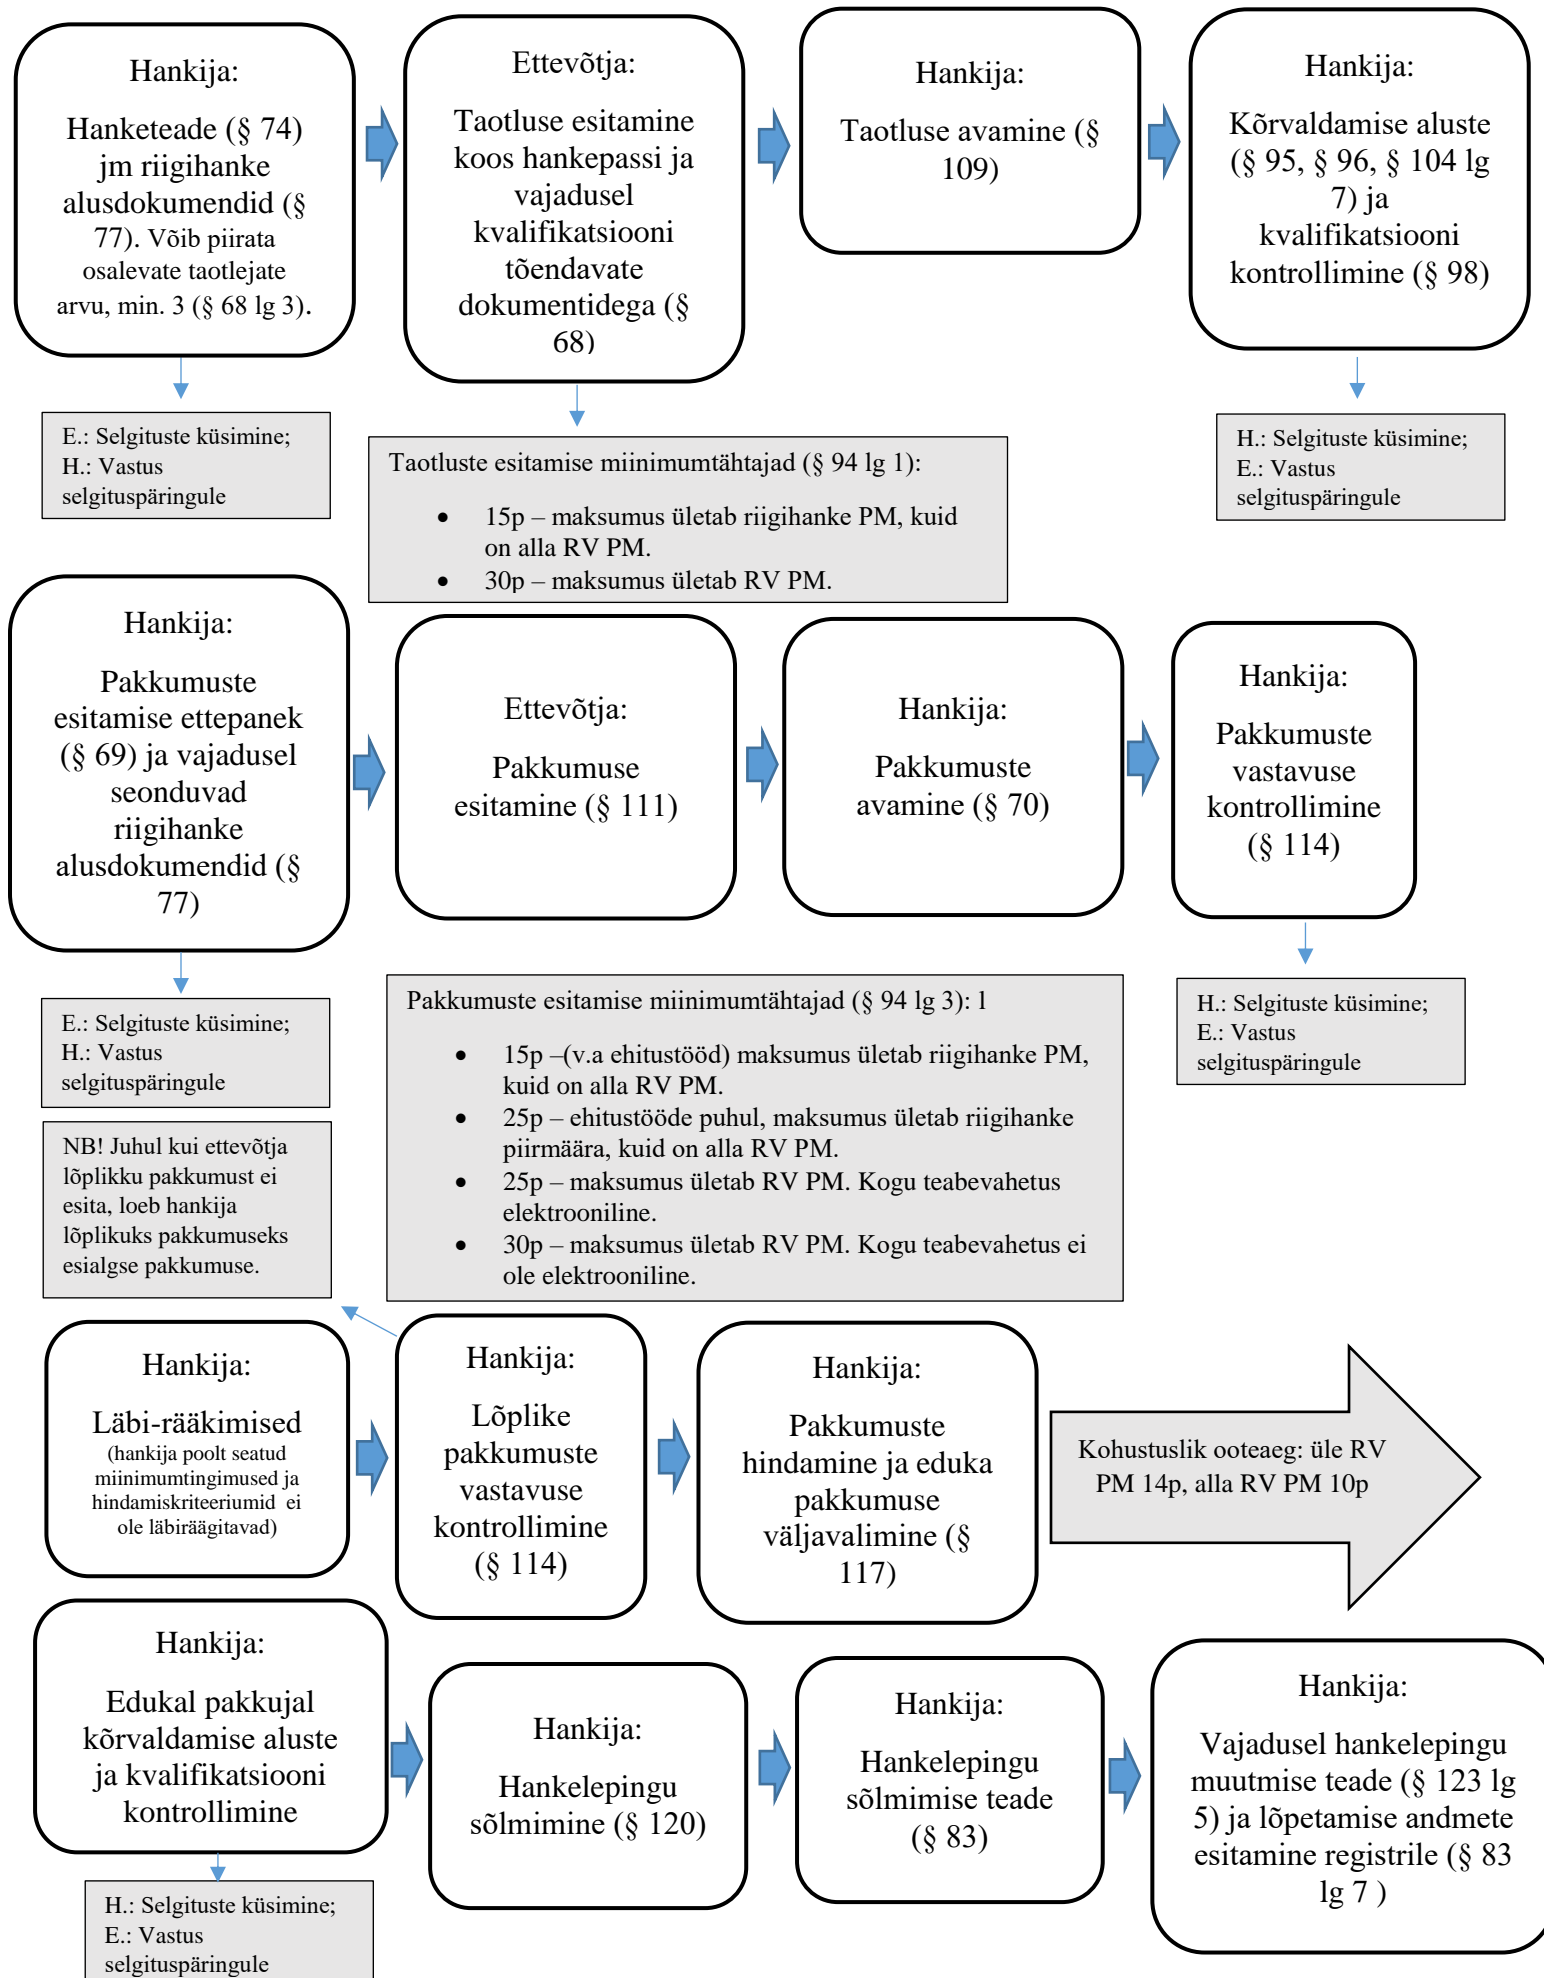 Hankija:
Hanketeade (§ 74)
jm riigihanke
alusdokumendid (§
77). Võib piirata
osalevate taotlejate
arvu, min. 3 (§ 68 lg 3).
Ettevõtja:
Taotluse esitamine
koos hankepassi ja
vajadusel
kvalifikatsiooni
tõendavate
dokumentidega (§
68)
Hankija:
Taotluse avamine (§
109)
Hankija:
Kõrvaldamise aluste
(§ 95, § 96, § 104 lg
7) ja
kvalifikatsiooni
kontrollimine (§ 98)
E.: Selgituste küsimine;
H.: Vastus
selgituspäringule
Taotluste esitamise miinimumtähtajad (§ 94 lg 1):
• 15p – maksumus ületab riigihanke PM, kuid
on alla RV PM.
• 30p – maksumus ületab RV PM.
H.: Selgituste küsimine;
E.: Vastus
selgituspäringule
Hankija:
Pakkumuste
esitamise ettepanek
(§ 69) ja vajadusel
seonduvad
riigihanke
alusdokumendid (§
77)
Ettevõtja:
Pakkumuse
esitamine (§ 111)
Hankija:
Pakkumuste
avamine (§ 70)
Hankija:
Pakkumuste
vastavuse
kontrollimine
(§ 114)
E.: Selgituste küsimine;
H.: Vastus
selgituspäringule
Pakkumuste esitamise miinimumtähtajad (§ 94 lg 3): l
• 15p –(v.a ehitustööd) maksumus ületab riigihanke PM,
kuid on alla RV PM.
• 25p – ehitustööde puhul, maksumus ületab riigihanke
piirmäära, kuid on alla RV PM.
• 25p – maksumus ületab RV PM. Kogu teabevahetus
elektrooniline.
• 30p – maksumus ületab RV PM. Kogu teabevahetus ei
ole elektrooniline.
H.: Selgituste küsimine;
E.: Vastus
selgituspäringule
NB! Juhul kui ettevõtja
lõplikku pakkumust ei
esita, loeb hankija
lõplikuks pakkumuseks
esialgse pakkumuse.
Hankija:
Läbi-rääkimised
(hankija poolt seatud
miinimumtingimused ja
hindamiskriteeriumid ei
ole läbiräägitavad)
Hankija:
Lõplike
pakkumuste
vastavuse
kontrollimine
(§ 114)
Hankija:
Pakkumuste
hindamine ja eduka
pakkumuse
väljavalimine (§
117)
Kohustuslik ooteaeg: üle RV
PM 14p, alla RV PM 10p
Hankija:
Edukal pakkujal
kõrvaldamise aluste
ja kvalifikatsiooni
kontrollimine
Hankija:
Hankelepingu
sõlmimine (§ 120)
Hankija:
Hankelepingu
sõlmimise teade
(§ 83)
Hankija:
Vajadusel hankelepingu
muutmise teade (§ 123 lg
5) ja lõpetamise andmete
esitamine registrile (§ 83
lg 7 )
H.: Selgituste küsimine;
E.: Vastus
selgituspäringule